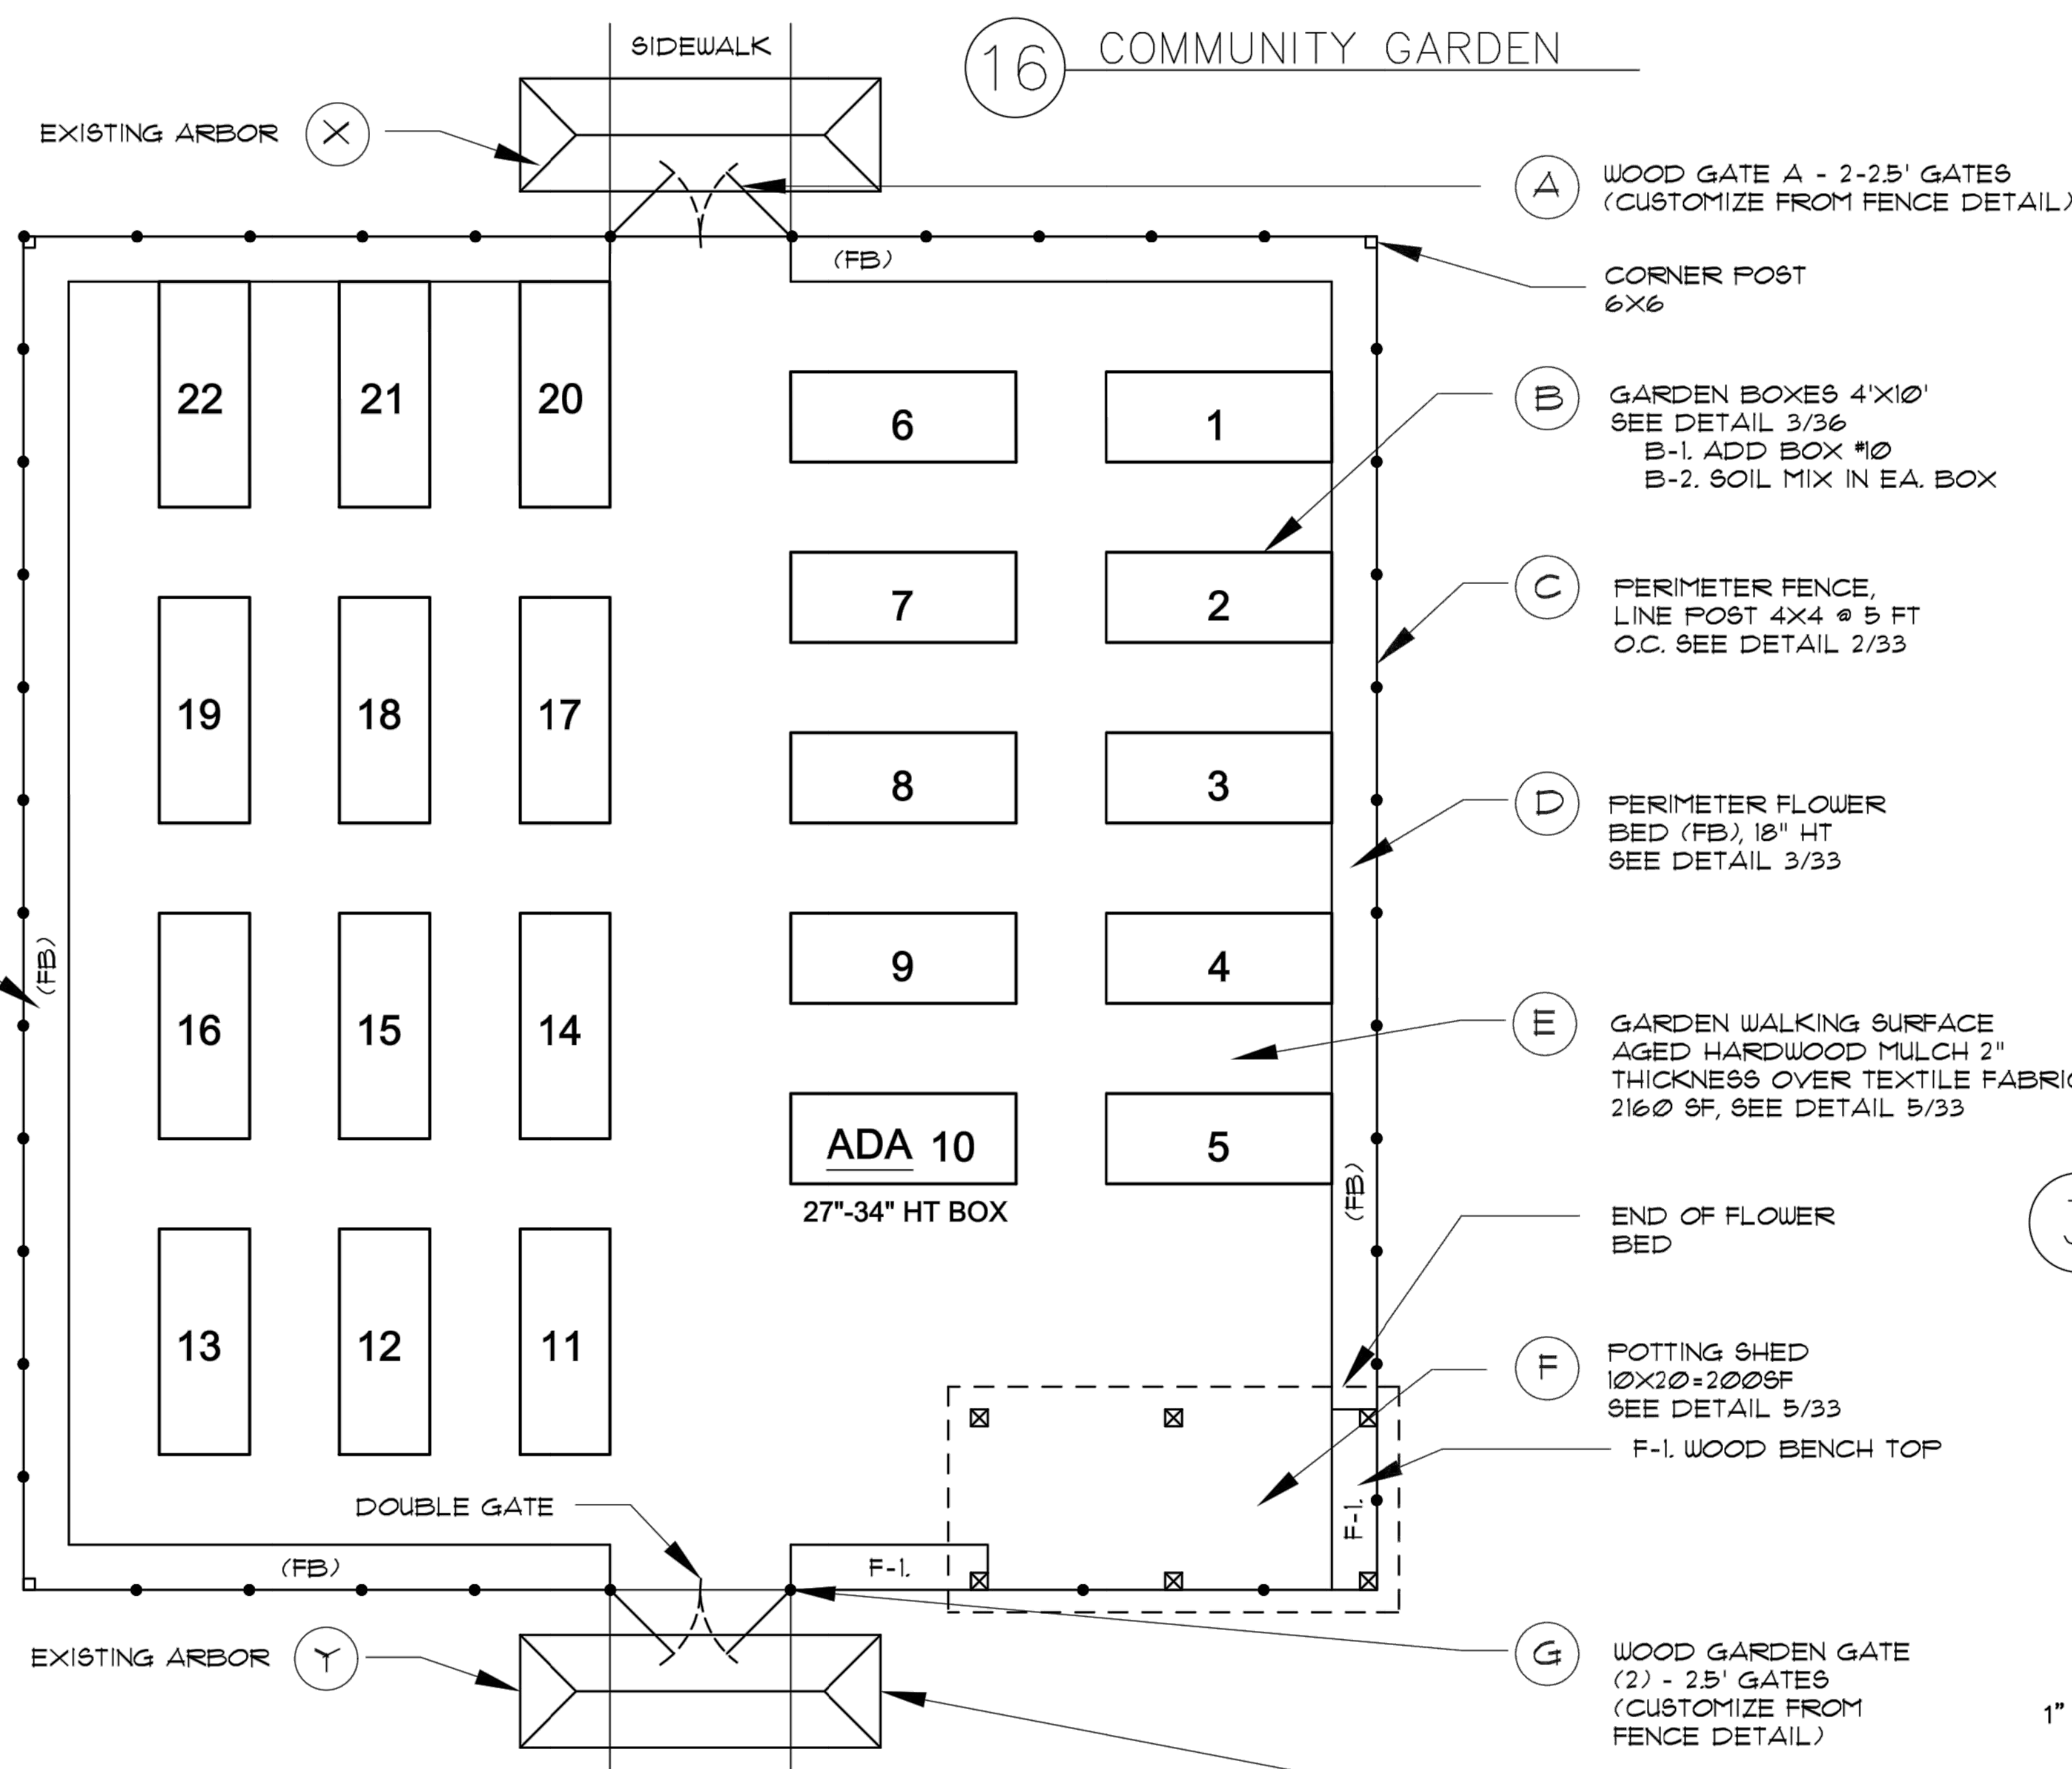 SIDEWALK
16 COMMUNITY GARDEN
EXISTING ARBOR X
A WOOD GATE A - 2-2.5' GATES
(CUSTOMIZE FROM FENCE DETAIL)
(FB)
CORNER POST
6X6
22 21 20
6 1
B GARDEN BOXES 4'X10'
SEE DETAIL 3/36
B-1. ADD BOX #10
B-2. SOIL MIX IN EA. BOX
7 2
C PERIMETER FENCE,
LINE POST 4X4 @ 5 FT
O.C. SEE DETAIL 2/33
19 18 17
8 3
D PERIMETER FLOWER
BED (FB), 18" HT
SEE DETAIL 3/33
(FB)
9 4
16 15 14
E GARDEN WALKING SURFACE
AGED HARDWOOD MULCH 2"
THICKNESS OVER TEXTILE FABRIC
2160 SF, SEE DETAIL 5/33
ADA 10 5
27"-34" HT BOX
(FB)
END OF FLOWER
BED
13 12 11
F POTTING SHED
10X20=200SF
SEE DETAIL 5/33
F-1. WOOD BENCH TOP
DOUBLE GATE
F-1.
(FB)
F-1.
EXISTING ARBOR Y
G WOOD GARDEN GATE
(2) - 2.5' GATES
(CUSTOMIZE FROM
FENCE DETAIL)
1"